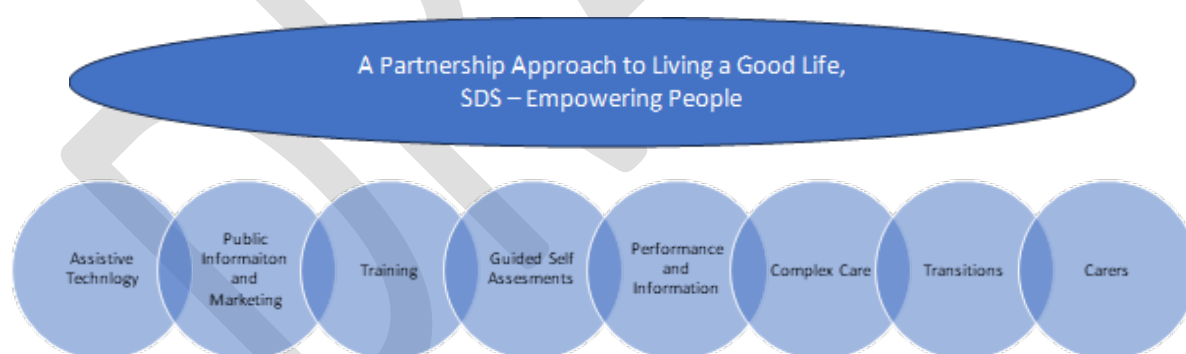 A Partnership Approach to Living a Good Life,
SDS – Empowering People
Assistive
Technlogy
Public
Informaiton
and
Marketing
Training
Guided Self
Assesments
Performance
and
Information
Complex Care
Transitions
Carers